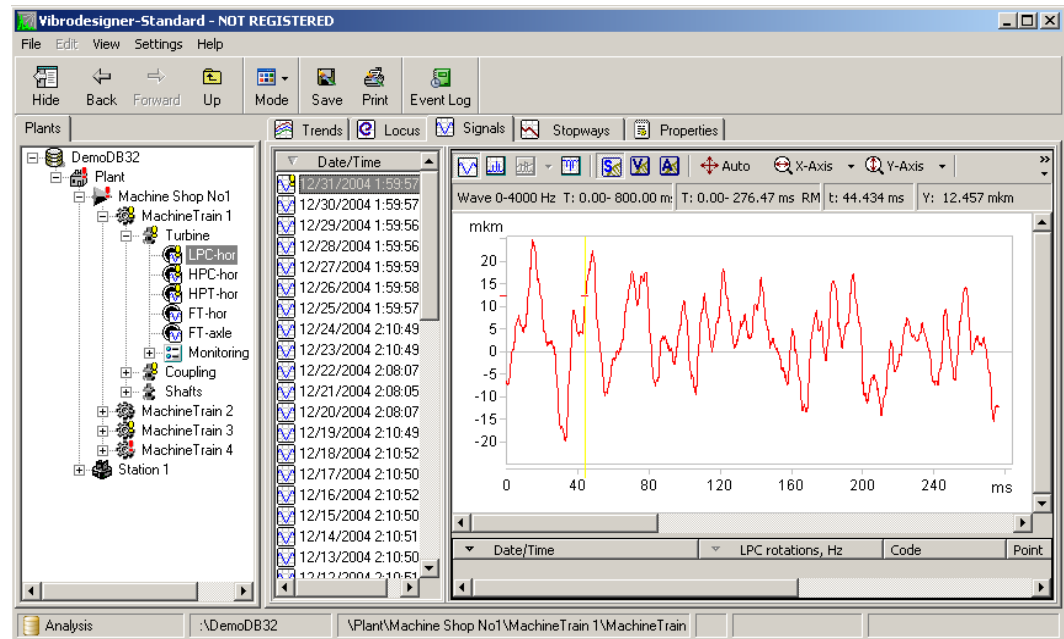 Vibrodesigner-Standard - NOT REGISTERED
File Edit View Settings Help
Hide Back Forward Up Mode Save Print Event Log
Plants Trends Locus Signals Stopways Properties
DemoDB32
Plant
Machine Shop No1
MachineTrain 1
Turbine
LPC-hor
HPC-hor
HPT-hor
FT-hor
FT-axle
Monitoring
Coupling
Shafts
MachineTrain 2
MachineTrain 3
MachineTrain 4
Station 1
Date/Time
12/31/2004 1:59:57
12/30/2004 1:59:57
12/29/2004 1:59:56
12/28/2004 1:59:56
12/27/2004 1:59:59
12/26/2004 1:59:58
12/25/2004 1:59:57
12/24/2004 2:10:49
12/23/2004 2:10:49
12/22/2004 2:08:07
12/21/2004 2:08:05
12/20/2004 2:08:07
12/19/2004 2:10:49
12/18/2004 2:10:52
12/17/2004 2:10:50
12/16/2004 2:10:52
12/15/2004 2:10:50
12/14/2004 2:10:51
12/13/2004 2:10:50
12/12/2004 2:10:51
S V A Auto X-Axis Y-Axis »
Wave 0-4000 Hz T: 0.00- 800.00 m: T: 0.00- 276.47 ms RM t: 44.434 ms Y: 12.457 mkm
mkm
20
15
10
5
0
-5
-10
-15
-20
0 40 80 120 160 200 240 ms
Date/Time LPC rotations, Hz Code Point
Analysis :\DemoDB32 \Plant\Machine Shop No1\MachineTrain 1\MachineTrain